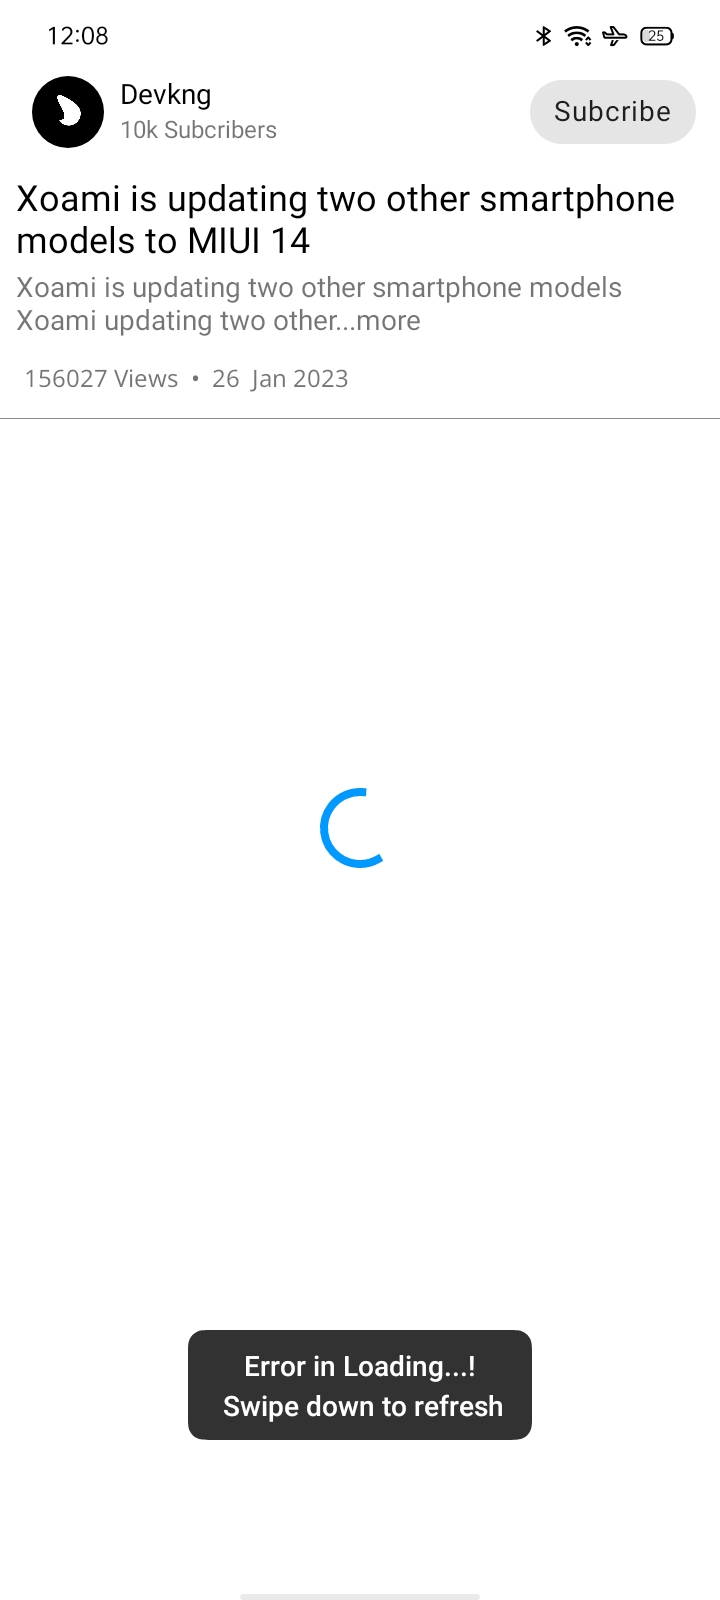 12:08
25
Devkng
10k Subcribers
Subcribe
Xoami is updating two other smartphone
models to MIUI 14
Xoami is updating two other smartphone models
Xoami updating two other...more
156027 Views • 26 Jan 2023
Error in Loading...!
Swipe down to refresh